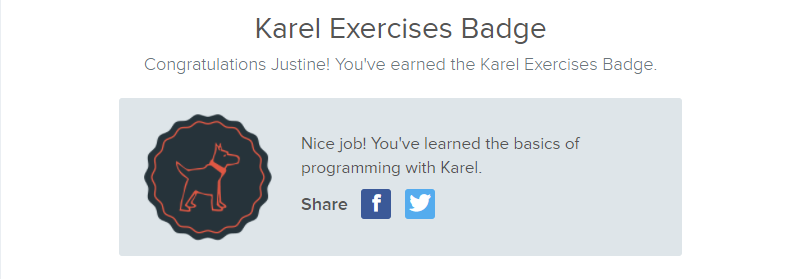 Karel Exercises Badge
Congratulations Justine! You've earned the Karel Exercises Badge.
Nice job! You've learned the basics of
programming with Karel.
Share